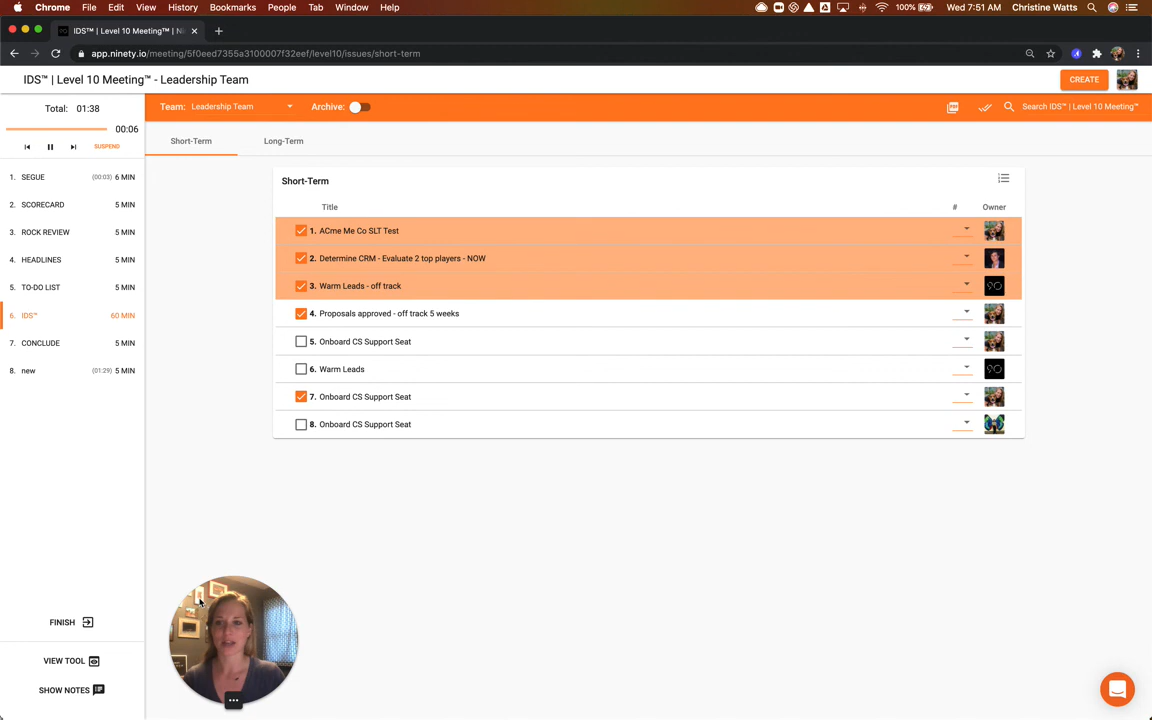 Chrome File Edit View History Bookmarks People Tab Window Help 100% Wed 7:51 AM Christine Watts
IDS™ | Level 10 Meeting™ | Ni
app.ninety.io/meeting/5f0eed7355a3100007f32eef/level10/issues/short-term
IDS™ | Level 10 Meeting™ - Leadership Team CREATE
Total: 01:38
Team: Leadership Team Archive: Search IDS™ | Level 10 Meeting™
00:06
SUSPEND
Short-Term Long-Term
1. SEGUE (00:03) 6 MIN
2. SCORECARD 5 MIN
3. ROCK REVIEW 5 MIN
4. HEADLINES 5 MIN
5. TO-DO LIST 5 MIN
6. IDS™ 60 MIN
7. CONCLUDE 5 MIN
8. new (01:29) 5 MIN
Short-Term
Title # Owner
1. ACme Me Co SLT Test
2. Determine CRM - Evaluate 2 top players - NOW
3. Warm Leads - off track 90
4. Proposals approved - off track 5 weeks
5. Onboard CS Support Seat
6. Warm Leads 90
7. Onboard CS Support Seat
8. Onboard CS Support Seat
FINISH
VIEW TOOL
SHOW NOTES